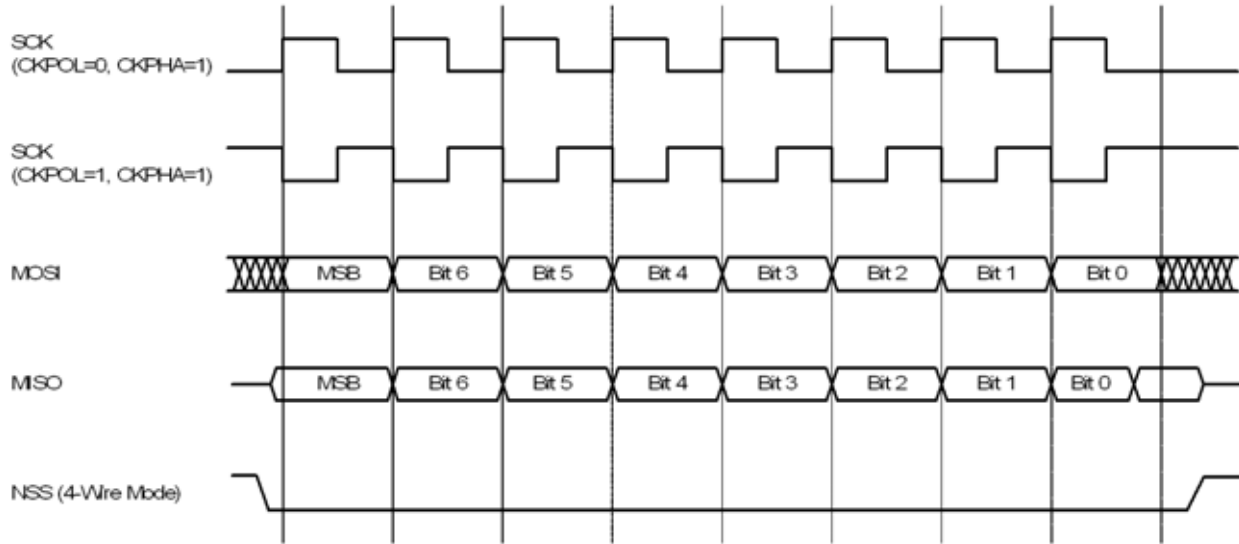 SCK
(CKPOL=0, CKPHA=1)
SCK
(CKPOL=1, CKPHA=1)
MOSI
MSB Bit 6 Bit 5 Bit 4 Bit 3 Bit 2 Bit 1 Bit 0
MISO
MSB Bit 6 Bit 5 Bit 4 Bit 3 Bit 2 Bit 1 Bit 0
NSS (4-Wire Mode)